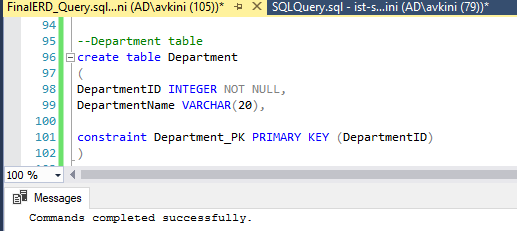 FinalERD_Query.sql...ni (AD\avkini (105))*
SQLQuery.sql - ist-s...ini (AD\avkini (79))*
94
95 --Department table
96 create table Department
97 (
98 DepartmentID INTEGER NOT NULL,
99 DepartmentName VARCHAR(20),
100
101 constraint Department_PK PRIMARY KEY (DepartmentID)
102 )
100 %
Messages
Commands completed successfully.